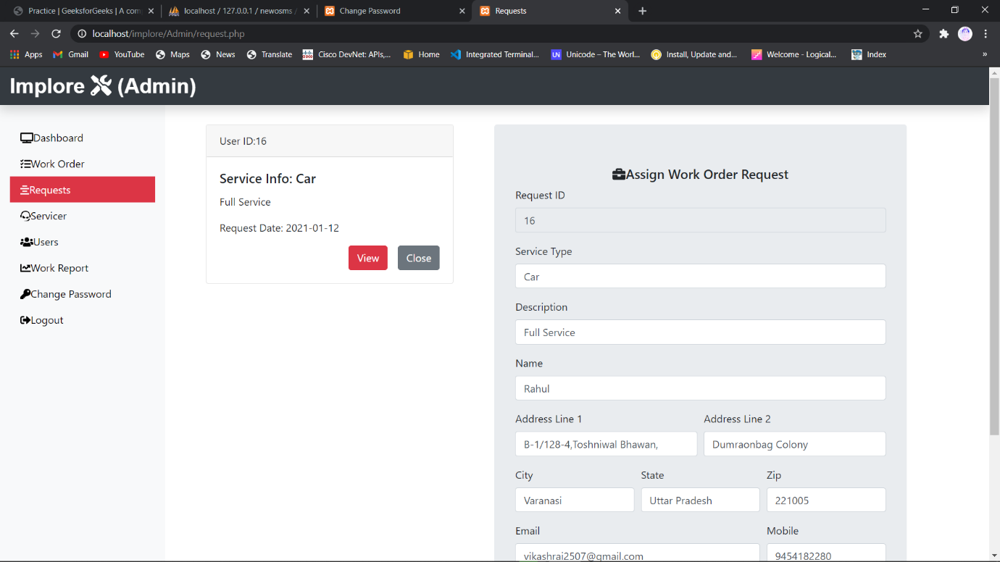 Practice | GeeksforGeeks | A com
localhost / 127.0.0.1 / newosms /
Change Password
Requests
localhost/implore/Admin/request.php
Apps
Gmail
YouTube
Maps
News
Translate
Cisco DevNet: APIs,...
Home
Integrated Terminal...
UN
Unicode – The Worl...
Install, Update and...
Welcome - Logical...
Index
»
Implore (Admin)
Dashboard
Work Order
Requests
Servicer
Users
Work Report
Change Password
Logout
User ID:16
Service Info: Car
Full Service
Request Date: 2021-01-12
View
Close
Assign Work Order Request
Request ID
16
Service Type
Car
Description
Full Service
Name
Rahul
Address Line 1
Address Line 2
B-1/128-4,Toshniwal Bhawan,
Dumraonbag Colony
City
State
Zip
Varanasi
Uttar Pradesh
221005
Email
Mobile
vikashrai2507@gmail.com
9454182280